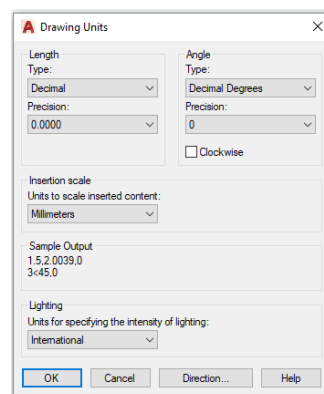 Drawing Units
Length
Type:
Decimal
Precision:
0.0000
Angle
Type:
Decimal Degrees
Precision:
0
Clockwise
Insertion scale
Units to scale inserted content:
Millimeters
Sample Output
1.5,2.0039,0
3<45,0
Lighting
Units for specifying the intensity of lighting:
International
OK Cancel Direction... Help